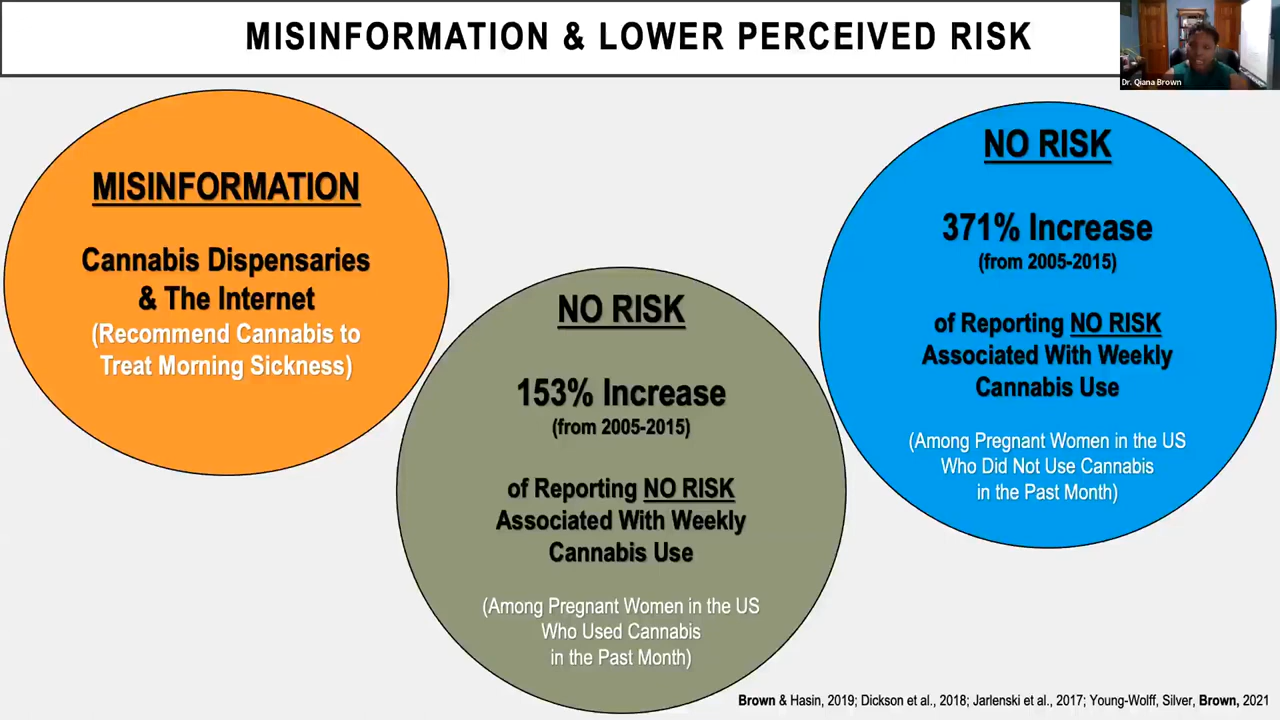 MISINFORMATION & LOWER PERCEIVED RISK
Dr. Qiana Brown
MISINFORMATION
Cannabis Dispensaries
& The Internet
(Recommend Cannabis to
Treat Morning Sickness)
NO RISK
153% Increase
(from 2005-2015)
of Reporting NO RISK
Associated With Weekly
Cannabis Use
(Among Pregnant Women in the US
Who Used Cannabis
in the Past Month)
NO RISK
371% Increase
(from 2005-2015)
of Reporting NO RISK
Associated With Weekly
Cannabis Use
(Among Pregnant Women in the US
Who Did Not Use Cannabis
in the Past Month)
Brown & Hasin, 2019; Dickson et al., 2018; Jarlenski et al., 2017; Young-Wolff, Silver, Brown, 2021